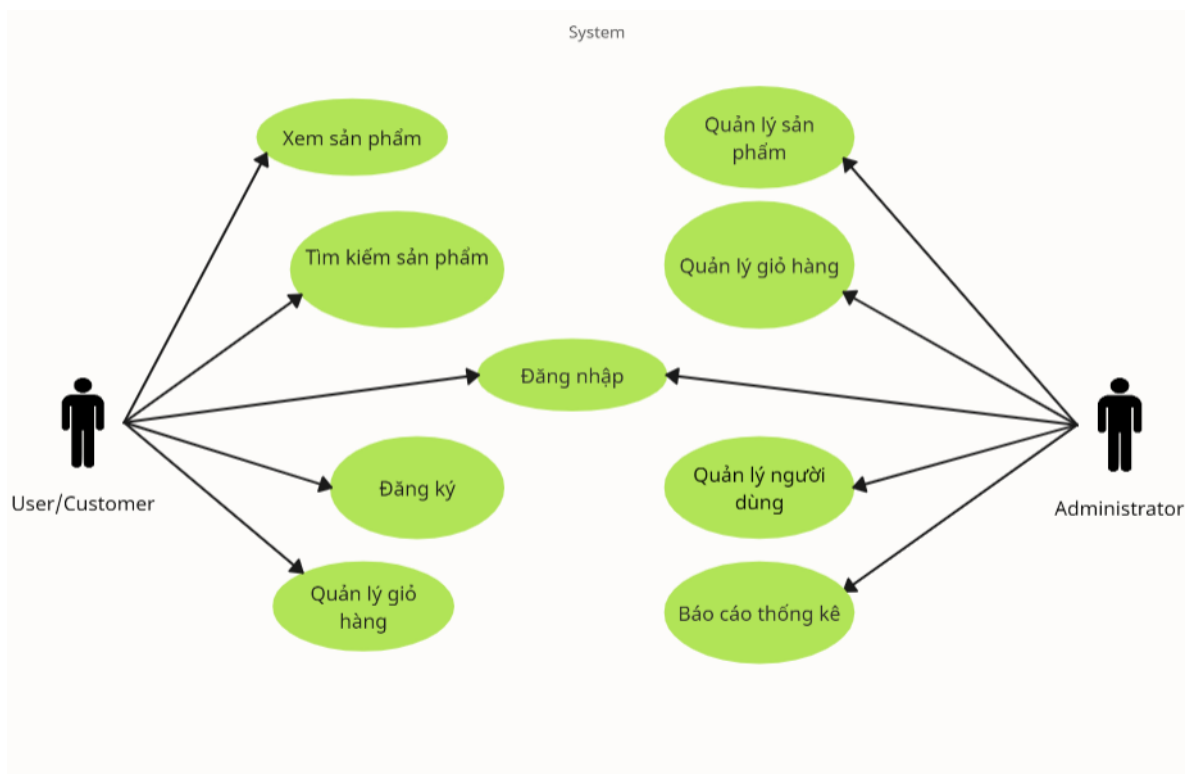 System
Xem sản phẩm
Tìm kiếm sản phẩm
Đăng nhập
Đăng ký
Quản lý giỏ
hàng
User/Customer
Quản lý sản
phẩm
Quản lý giỏ hàng
Quản lý người
dùng
Báo cáo thống kê
Administrator